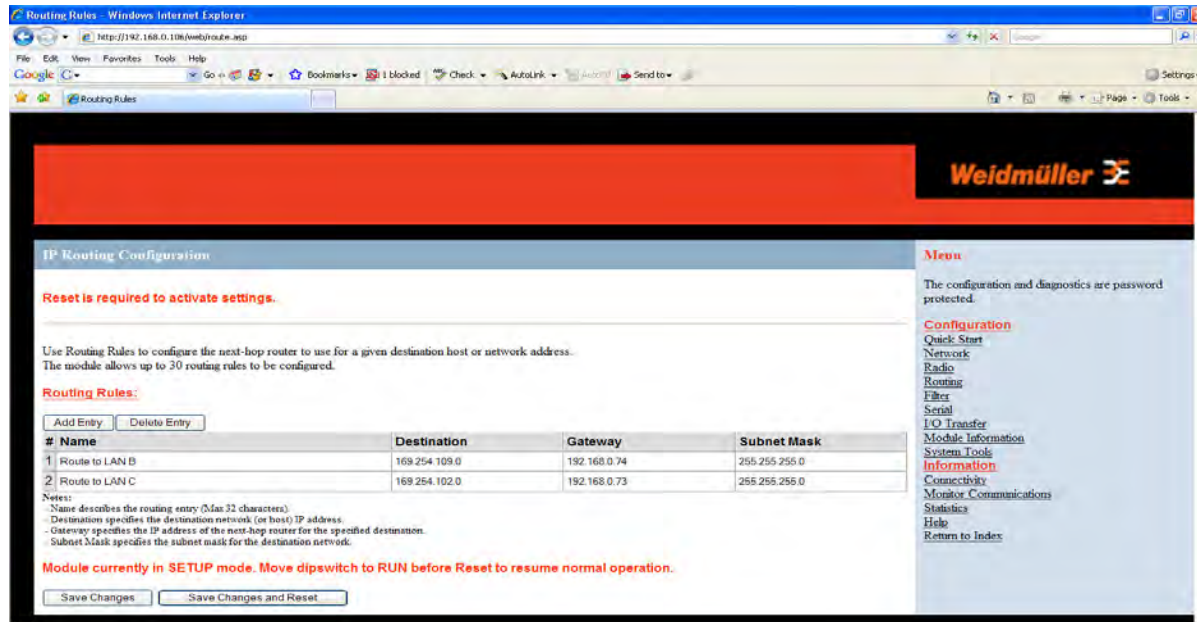 Routing Rules - Windows Internet Explorer
http://192.168.0.106/web/route.asp
Google
File Edit View Favorites Tools Help
Google G Go Bookmarks 1 blocked Check AutoLink AutoFill Send to Settings
Routing Rules Page Tools
Weidmüller
IP Routing Configuration
Reset is required to activate settings.
Use Routing Rules to configure the next-hop router to use for a given destination host or network address.
The module allows up to 30 routing rules to be configured.
Routing Rules:
Add Entry Delete Entry
# Name Destination Gateway Subnet Mask
1 Route to LAN B 169.254.109.0 192.168.0.74 255.255.255.0
2 Route to LAN C 169.254.102.0 192.168.0.73 255.255.255.0
Notes:
- Name describes the routing entry (Max 32 characters).
- Destination specifies the destination network (or host) IP address.
- Gateway specifies the IP address of the next-hop router for the specified destination.
- Subnet Mask specifies the subnet mask for the destination network.
Module currently in SETUP mode. Move dipswitch to RUN before Reset to resume normal operation.
Save Changes Save Changes and Reset
Menu
The configuration and diagnostics are password
protected.
Configuration
Quick Start
Network
Radio
Routing
Filter
Serial
I/O Transfer
Module Information
System Tools
Information
Connectivity
Monitor Communications
Statistics
Help
Return to Index